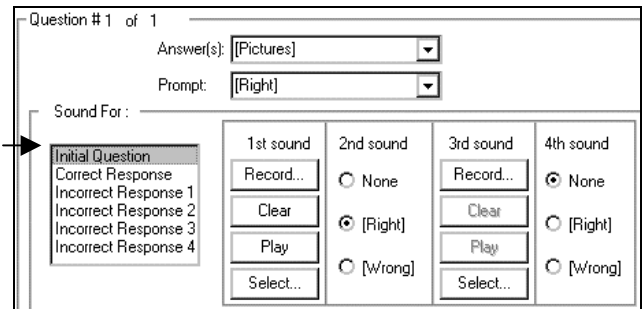 Question # 1 of 1
Answer(s): [Pictures]
Prompt: [Right]
Sound For :
Initial Question
Correct Response
Incorrect Response 1
Incorrect Response 2
Incorrect Response 3
Incorrect Response 4
1st sound
Record...
Clear
Play
Select...
2nd sound
None
[Right]
[Wrong]
3rd sound
Record...
Clear
Play
Select...
4th sound
None
[Right]
[Wrong]